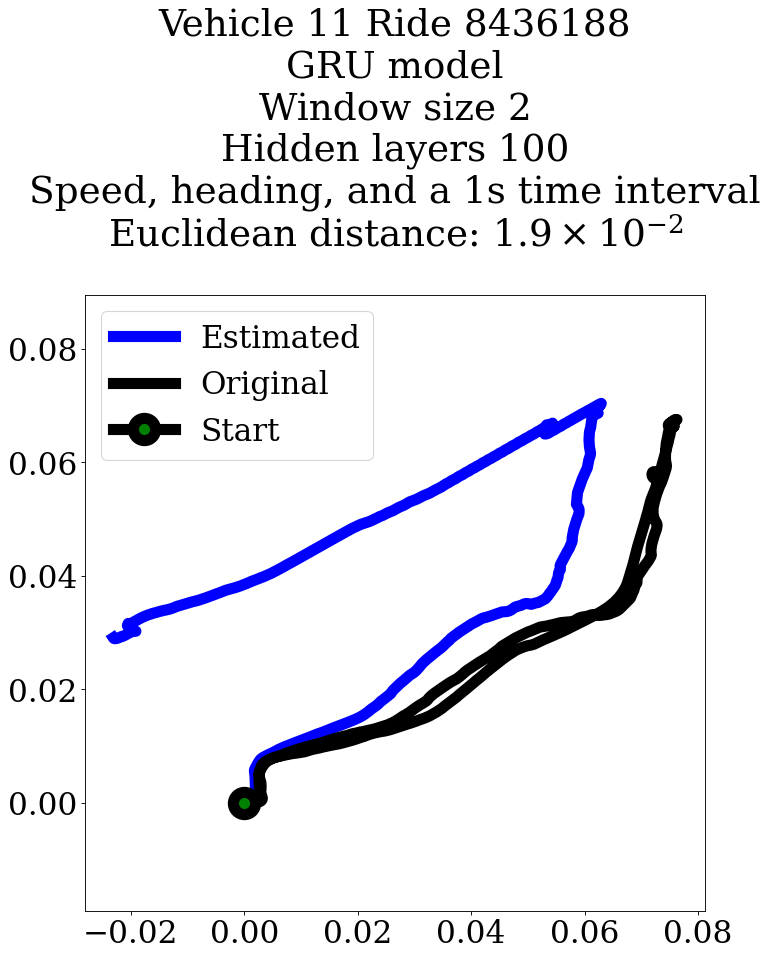 Vehicle 11 Ride 8436188
GRU model
Window size 2
Hidden layers 100
Speed, heading, and a 1s time interval
Euclidean distance: 1.9 × 10⁻²
Estimated
Original
Start
0.08
0.06
0.04
0.02
0.00
−0.02 0.00 0.02 0.04 0.06 0.08